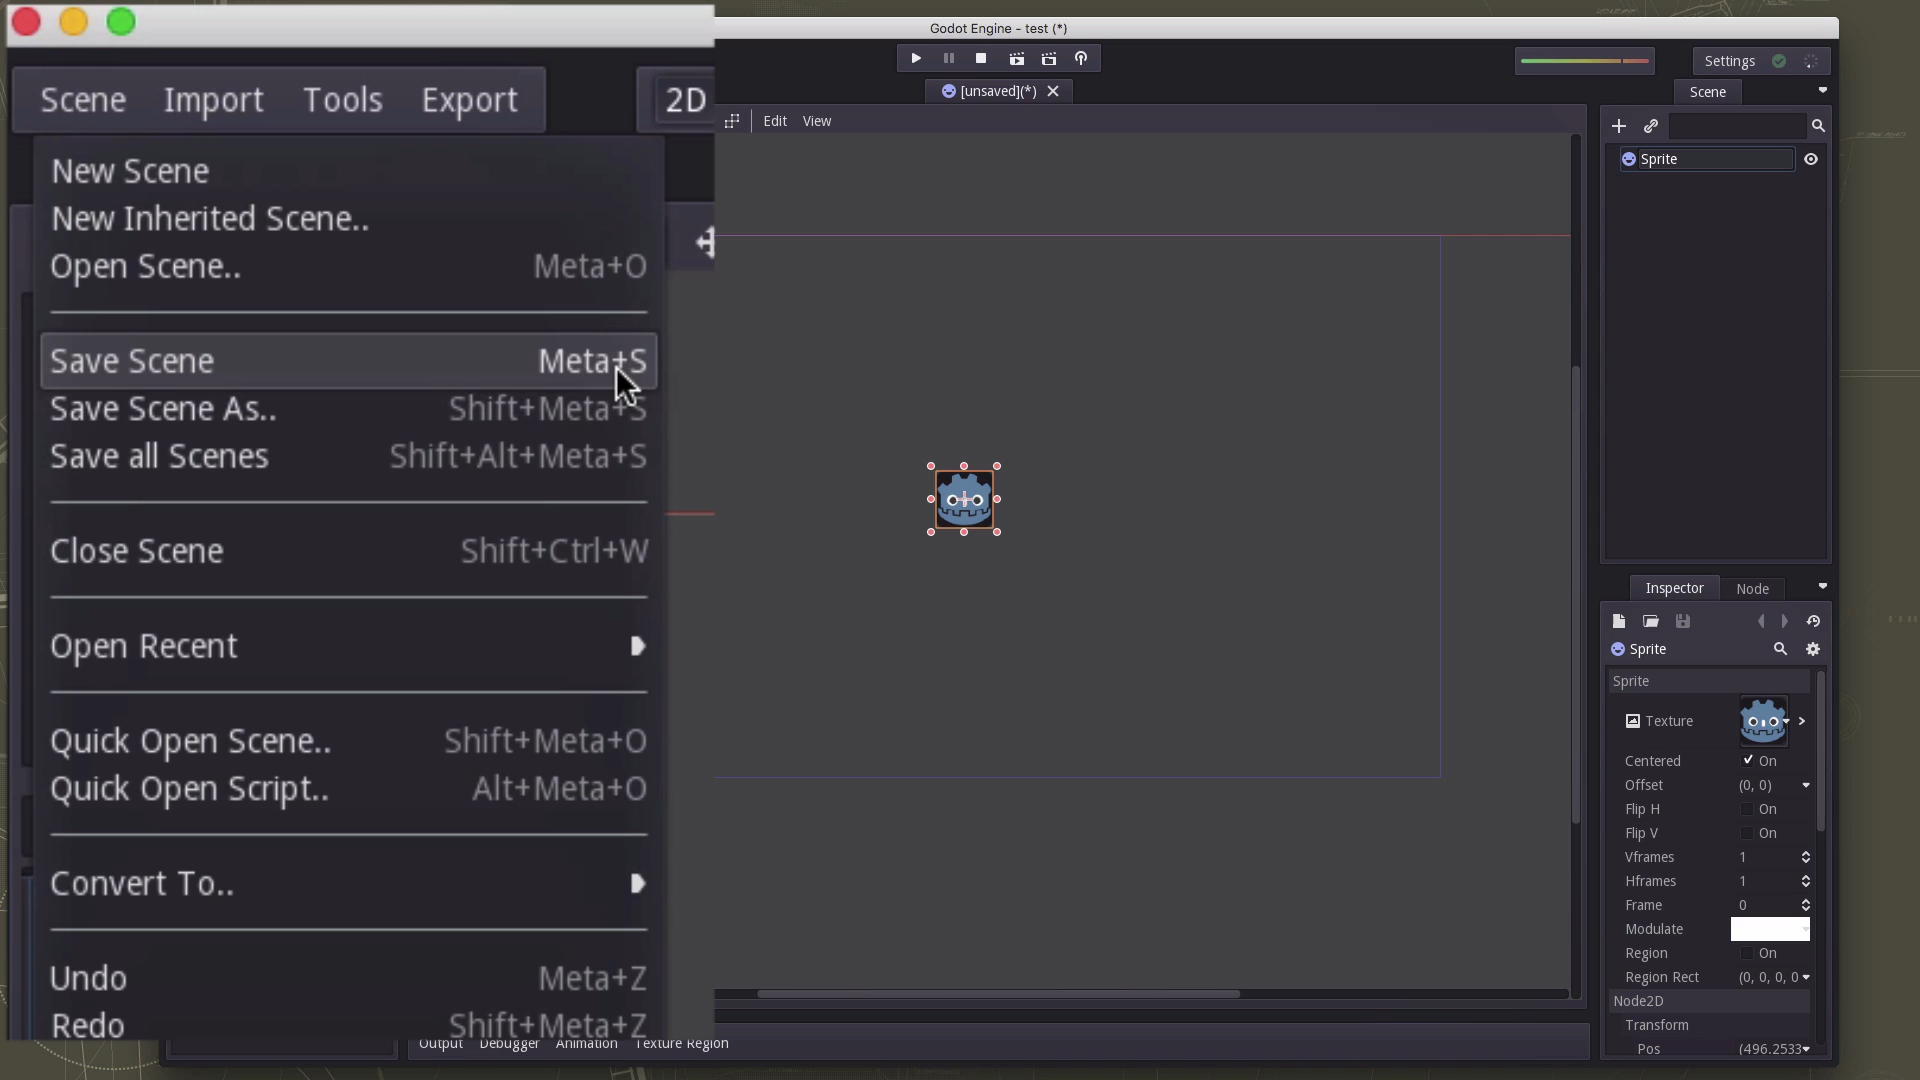 Godot Engine - test (*)
Scene Import Tools Export
2D
[unsaved](*)
Settings
Scene
Edit View
New Scene
New Inherited Scene..
Open Scene.. Meta+O
Save Scene Meta+S
Save Scene As.. Shift+Meta+S
Save all Scenes Shift+Alt+Meta+S
Close Scene Shift+Ctrl+W
Open Recent
Quick Open Scene.. Shift+Meta+O
Quick Open Script.. Alt+Meta+O
Convert To..
Undo Meta+Z
Redo Shift+Meta+Z
Output Debugger Animation Texture Region
Sprite
Inspector Node
Sprite
Sprite
Texture
Centered On
Offset (0, 0)
Flip H On
Flip V On
Vframes 1
Hframes 1
Frame 0
Modulate
Region On
Region Rect (0, 0, 0, 0
Node2D
Transform
Pos (496.2533